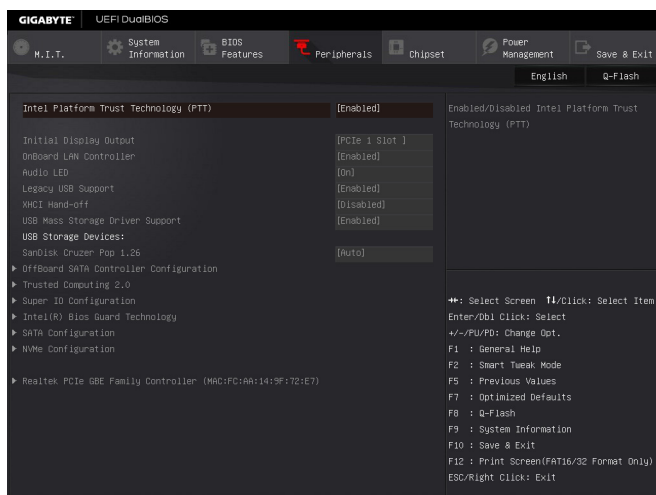 GIGABYTE™ UEFI DualBIOS
M.I.T.
System Information
BIOS Features
Peripherals
Chipset
Power Management
Save & Exit
English Q-Flash
Intel Platform Trust Technology (PTT) [Enabled]
Initial Display Output [PCIe 1 Slot ]
OnBoard LAN Controller [Enabled]
Audio LED [On]
Legacy USB Support [Enabled]
XHCI Hand-off [Disabled]
USB Mass Storage Driver Support [Enabled]
USB Storage Devices:
SanDisk Cruzer Pop 1.26 [Auto]
OffBoard SATA Controller Configuration
Trusted Computing 2.0
Super IO Configuration
Intel(R) Bios Guard Technology
SATA Configuration
NVMe Configuration
Realtek PCIe GBE Family Controller (MAC:FC:AA:14:9F:72:E7)
Enabled/Disabled Intel Platform Trust
Technology (PTT)
→←: Select Screen ↑↓/Click: Select Item
Enter/Dbl Click: Select
+/-/PU/PD: Change Opt.
F1 : General Help
F2 : Smart Tweak Mode
F5 : Previous Values
F7 : Optimized Defaults
F8 : Q-Flash
F9 : System Information
F10 : Save & Exit
F12 : Print Screen(FAT16/32 Format Only)
ESC/Right Click: Exit